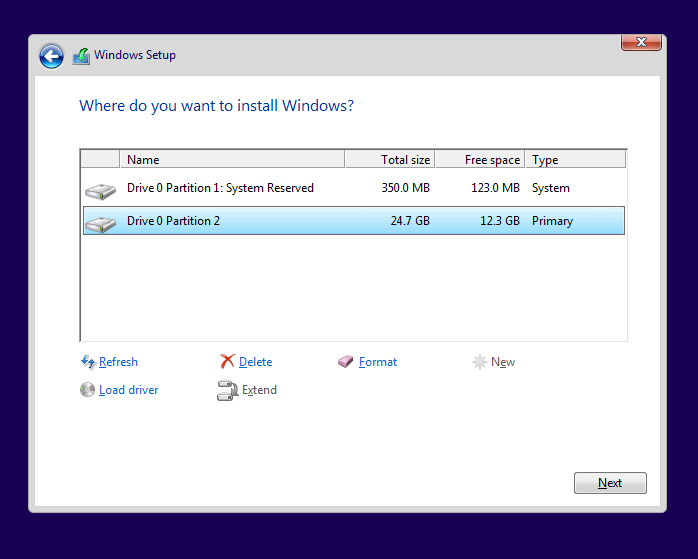 Windows Setup
Where do you want to install Windows?
Name Total size Free space Type
Drive 0 Partition 1: System Reserved 350.0 MB 123.0 MB System
Drive 0 Partition 2 24.7 GB 12.3 GB Primary
Refresh Delete Format New
Load driver Extend
Next